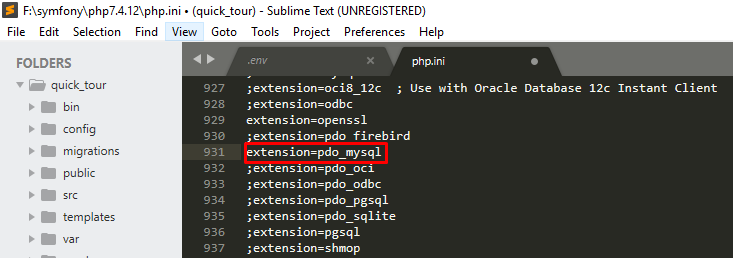 F:\symfony\php7.4.12\php.ini • (quick_tour) - Sublime Text (UNREGISTERED)
File Edit Selection Find View Goto Tools Project Preferences Help
FOLDERS
quick_tour
bin
config
migrations
public
src
templates
var
.env
php.ini
927 ;extension=oci8_12c  ; Use with Oracle Database 12c Instant Client
928 ;extension=odbc
929 extension=openssl
930 ;extension=pdo_firebird
931 extension=pdo_mysql
932 ;extension=pdo_oci
933 ;extension=pdo_odbc
934 ;extension=pdo_pgsql
935 ;extension=pdo_sqlite
936 ;extension=pgsql
937 ;extension=shmop